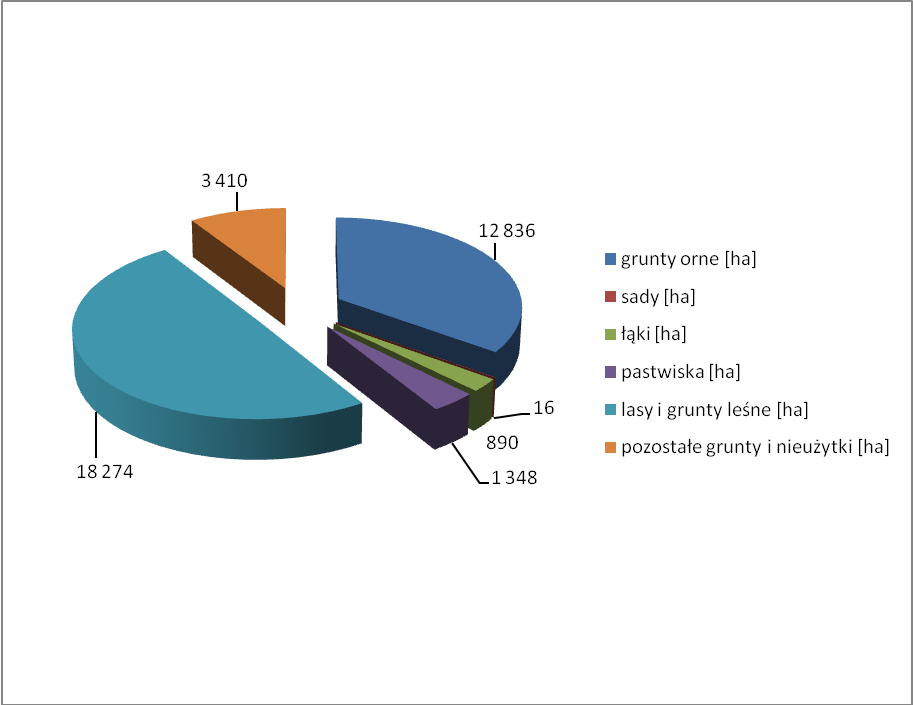 3 410
12 836
16
890
1 348
18 274
grunty orne [ha]
sady [ha]
łąki [ha]
pastwiska [ha]
lasy i grunty leśne [ha]
pozostałe grunty i nieużytki [ha]